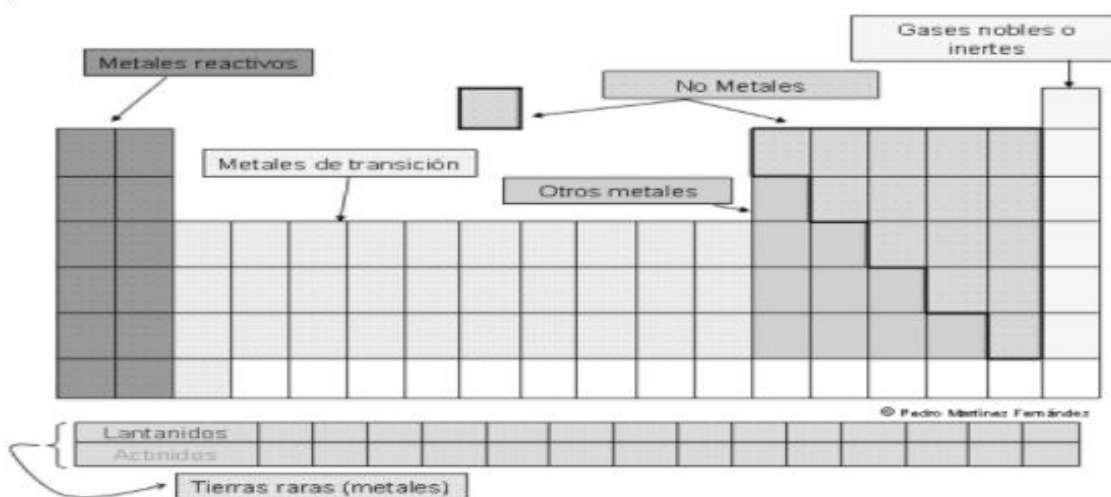 Gases nobles o
inertes
Metales reactivos
No Metales
Metales de transición
Otros metales
© Pedro Martínez Fernández
Lantanidos
Actinidos
Tierras raras (metales)